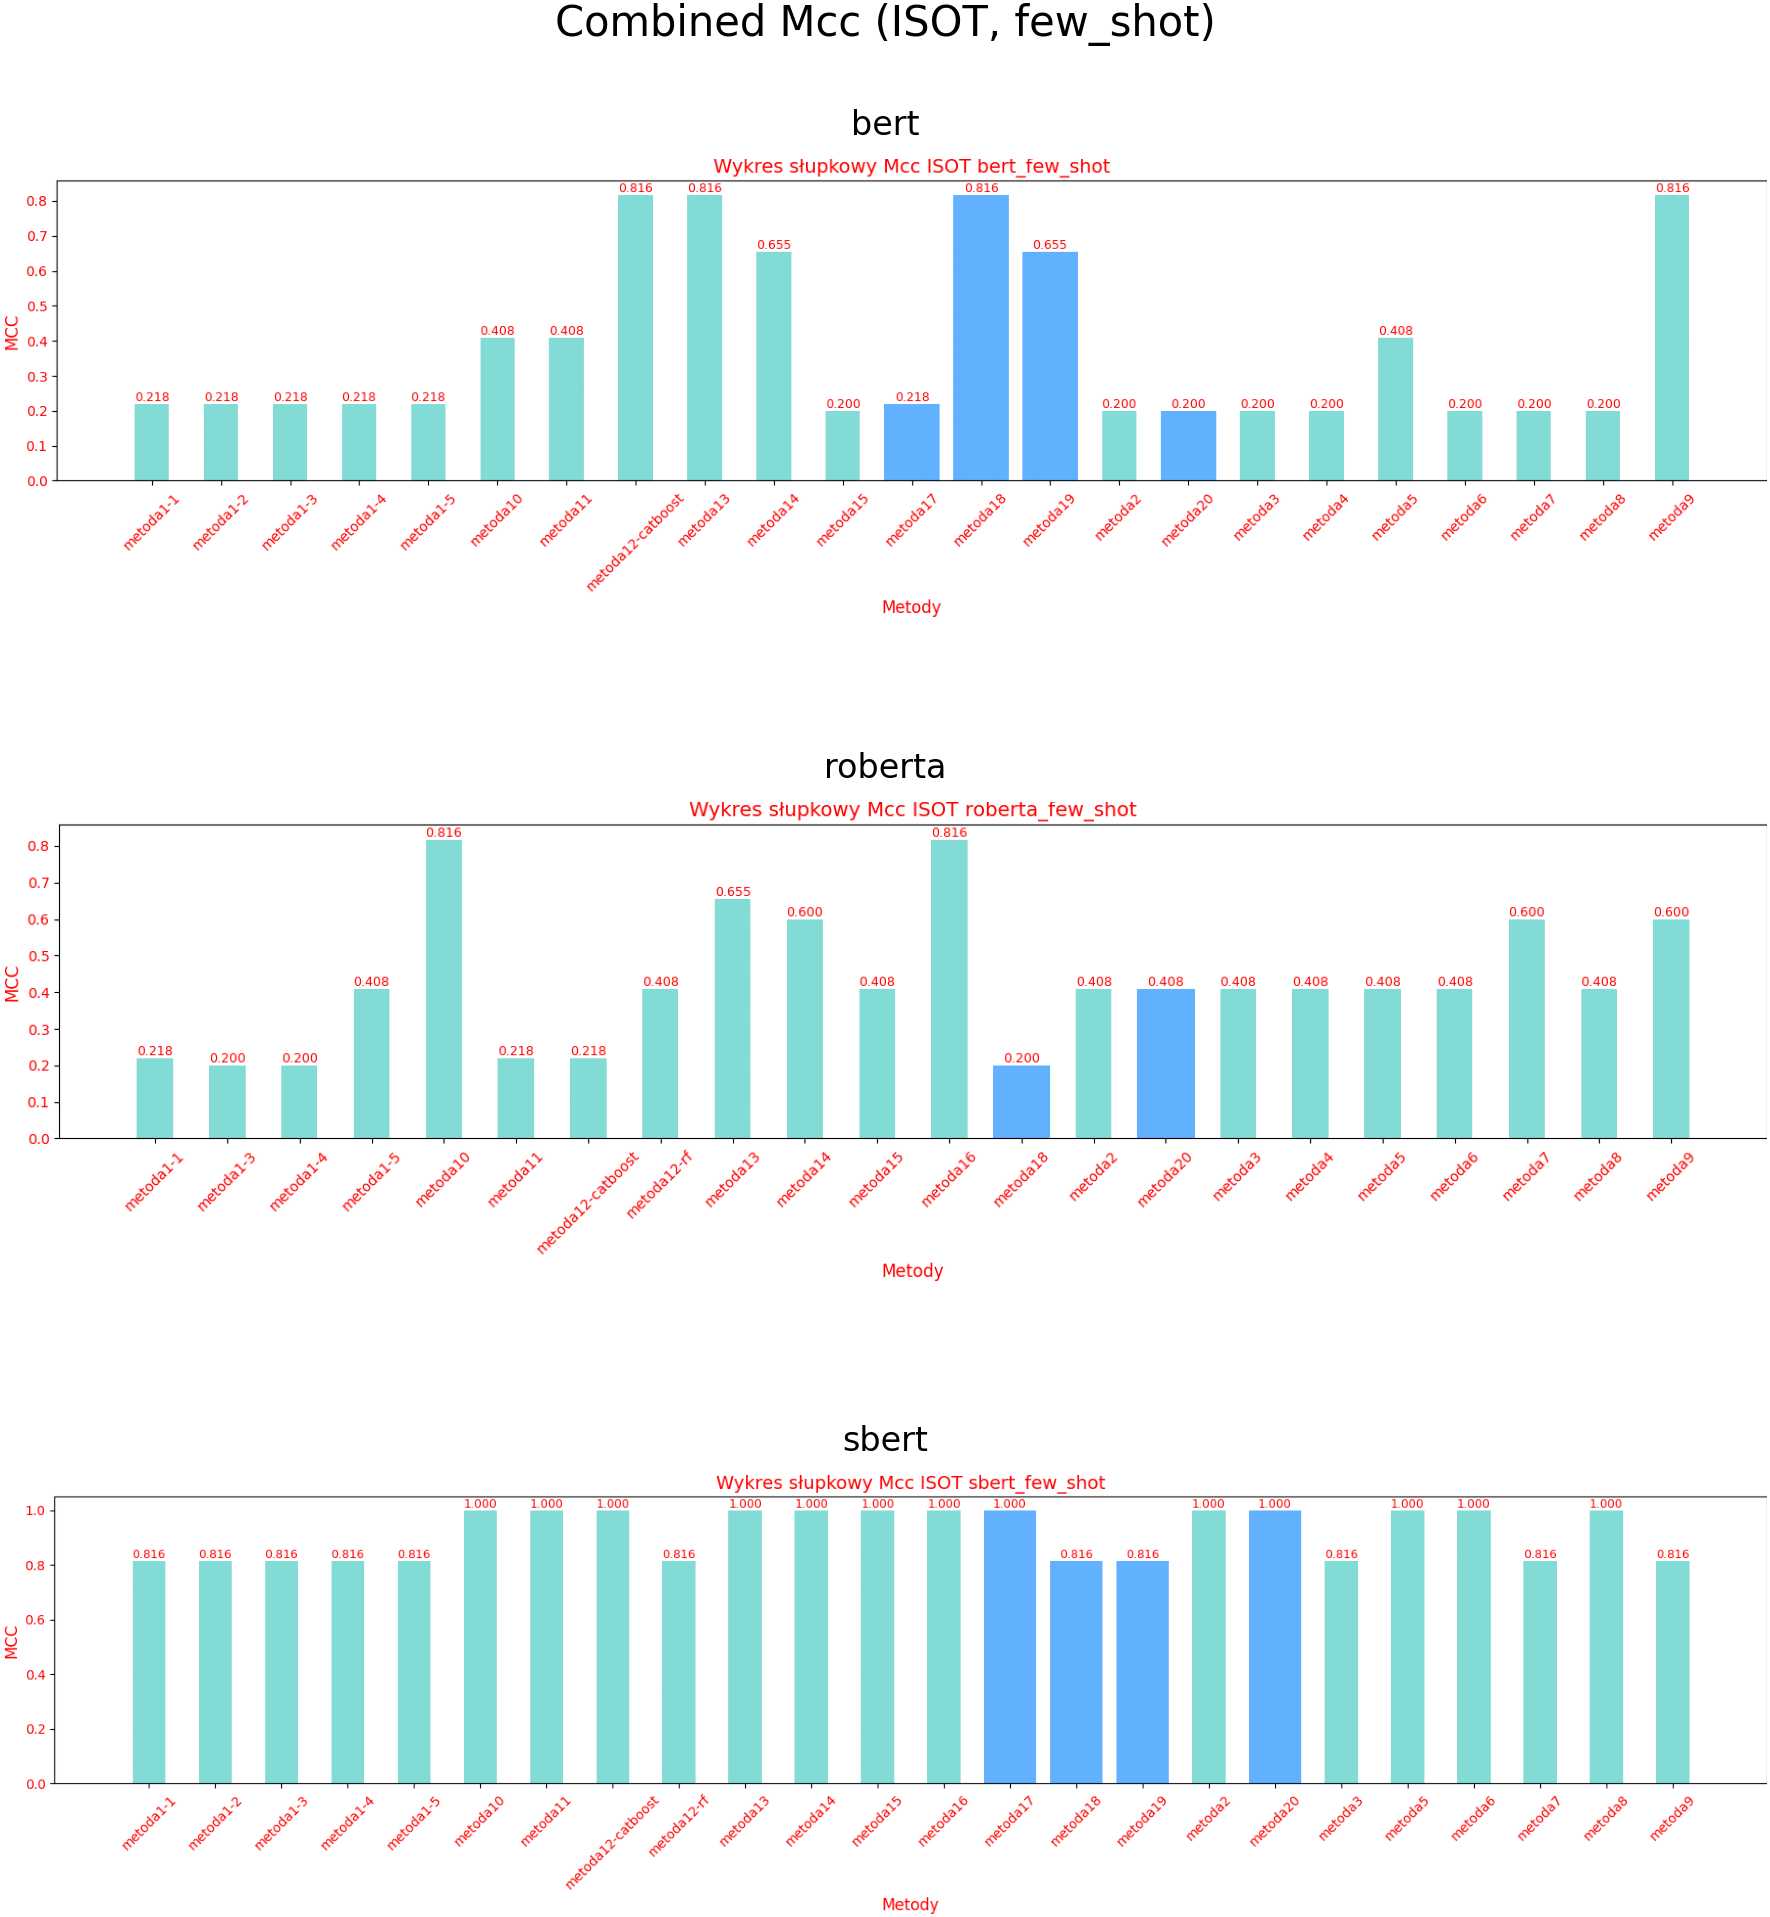 Combined Mcc (ISOT, few_shot)
bert
Wykres słupkowy Mcc ISOT bert_few_shot
0.816 0.816 0.816 0.816
0.8
0.7
0.655 0.655
0.6
0.5
0.408 0.408 0.408
0.4
0.3
0.218 0.218 0.218 0.218 0.218 0.218
0.200 0.200 0.200 0.200 0.200 0.200 0.200 0.200
0.2
0.1
0.0
MCC
metoda1-1 metoda1-2 metoda1-3 metoda1-4 metoda1-5 metoda10 metoda11 metoda12-catboost metoda13 metoda14 metoda15 metoda17 metoda18 metoda19 metoda2 metoda20 metoda3 metoda4 metoda5 metoda6 metoda7 metoda8 metoda9
Metody
roberta
Wykres słupkowy Mcc ISOT roberta_few_shot
0.816 0.816
0.8
0.7
0.655
0.6
0.600 0.600 0.600
0.5
0.408 0.408 0.408 0.408 0.408 0.408 0.408 0.408 0.408 0.408
0.4
0.3
0.218 0.218 0.218
0.200 0.200 0.200
0.2
0.1
0.0
MCC
metoda1-1 metoda1-3 metoda1-4 metoda1-5 metoda10 metoda11 metoda12-catboost metoda12-rf metoda13 metoda14 metoda15 metoda16 metoda18 metoda2 metoda20 metoda3 metoda4 metoda5 metoda6 metoda7 metoda8 metoda9
Metody
sbert
Wykres słupkowy Mcc ISOT sbert_few_shot
1.000 1.000 1.000 1.000 1.000 1.000 1.000 1.000 1.000 1.000 1.000 1.000 1.000
1.0
0.816 0.816 0.816 0.816 0.816 0.816 0.816 0.816 0.816 0.816 0.816
0.8
0.6
0.4
0.2
0.0
MCC
metoda1-1 metoda1-2 metoda1-3 metoda1-4 metoda1-5 metoda10 metoda11 metoda12-catboost metoda12-rf metoda13 metoda14 metoda15 metoda16 metoda17 metoda18 metoda19 metoda2 metoda20 metoda3 metoda5 metoda6 metoda7 metoda8 metoda9
Metody